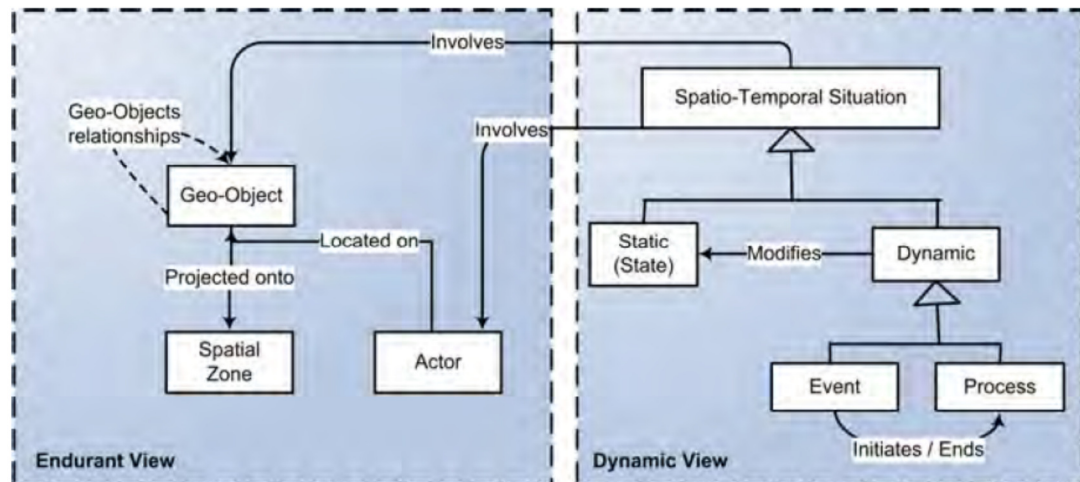 Involves
Spatio-Temporal Situation
Geo-Objects
relationships
Involves
Geo-Object
Located on
Static
(State)
Modifies
Dynamic
Projected onto
Spatial
Zone
Actor
Event
Process
Initiates / Ends
Endurant View
Dynamic View